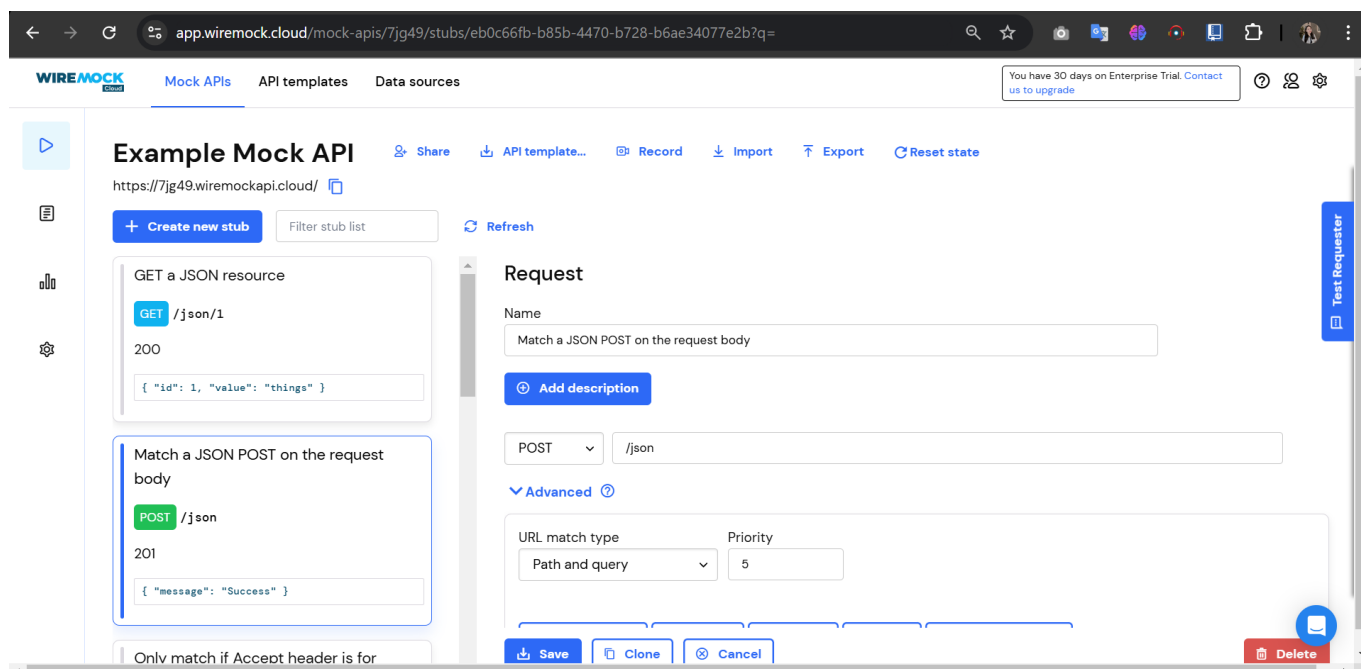 app.wiremock.cloud/mock-apis/7jg49/stubs/eb0c66fb-b85b-4470-b728-b6ae34077e2b?q=
WIREMOCK
Cloud
Mock APIs
API templates
Data sources
You have 30 days on Enterprise Trial. Contact
us to upgrade
Example Mock API
Share
API template...
Record
Import
Export
Reset state
https://7jg49.wiremockapi.cloud/
Create new stub
Filter stub list
Refresh
GET a JSON resource
GET /json/1
200
{ "id": 1, "value": "things" }
Match a JSON POST on the request
body
POST /json
201
{ "message": "Success" }
Only match if Accept header is for
Request
Name
Match a JSON POST on the request body
Add description
POST
/json
Advanced
URL match type
Priority
Path and query
5
Save
Clone
Cancel
Delete
Test Requester